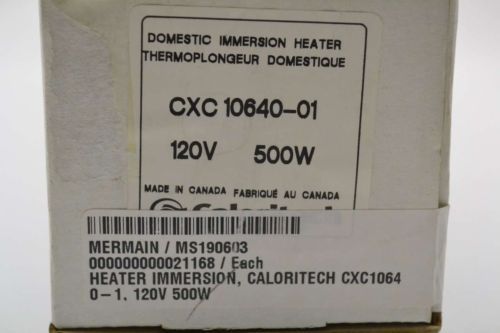 DOMESTIC IMMERSION HEATER
THERMOPLONGEUR DOMESTIQUE
CXC 10640-01
120V 500W
MADE IN CANADA FABRIQUÉ AU CANADA
Caloritech
MERMAIN / MS190603
000000000021168 / Each
HEATER IMMERSION, CALORITECH CXC1064
0-1, 120V 500W